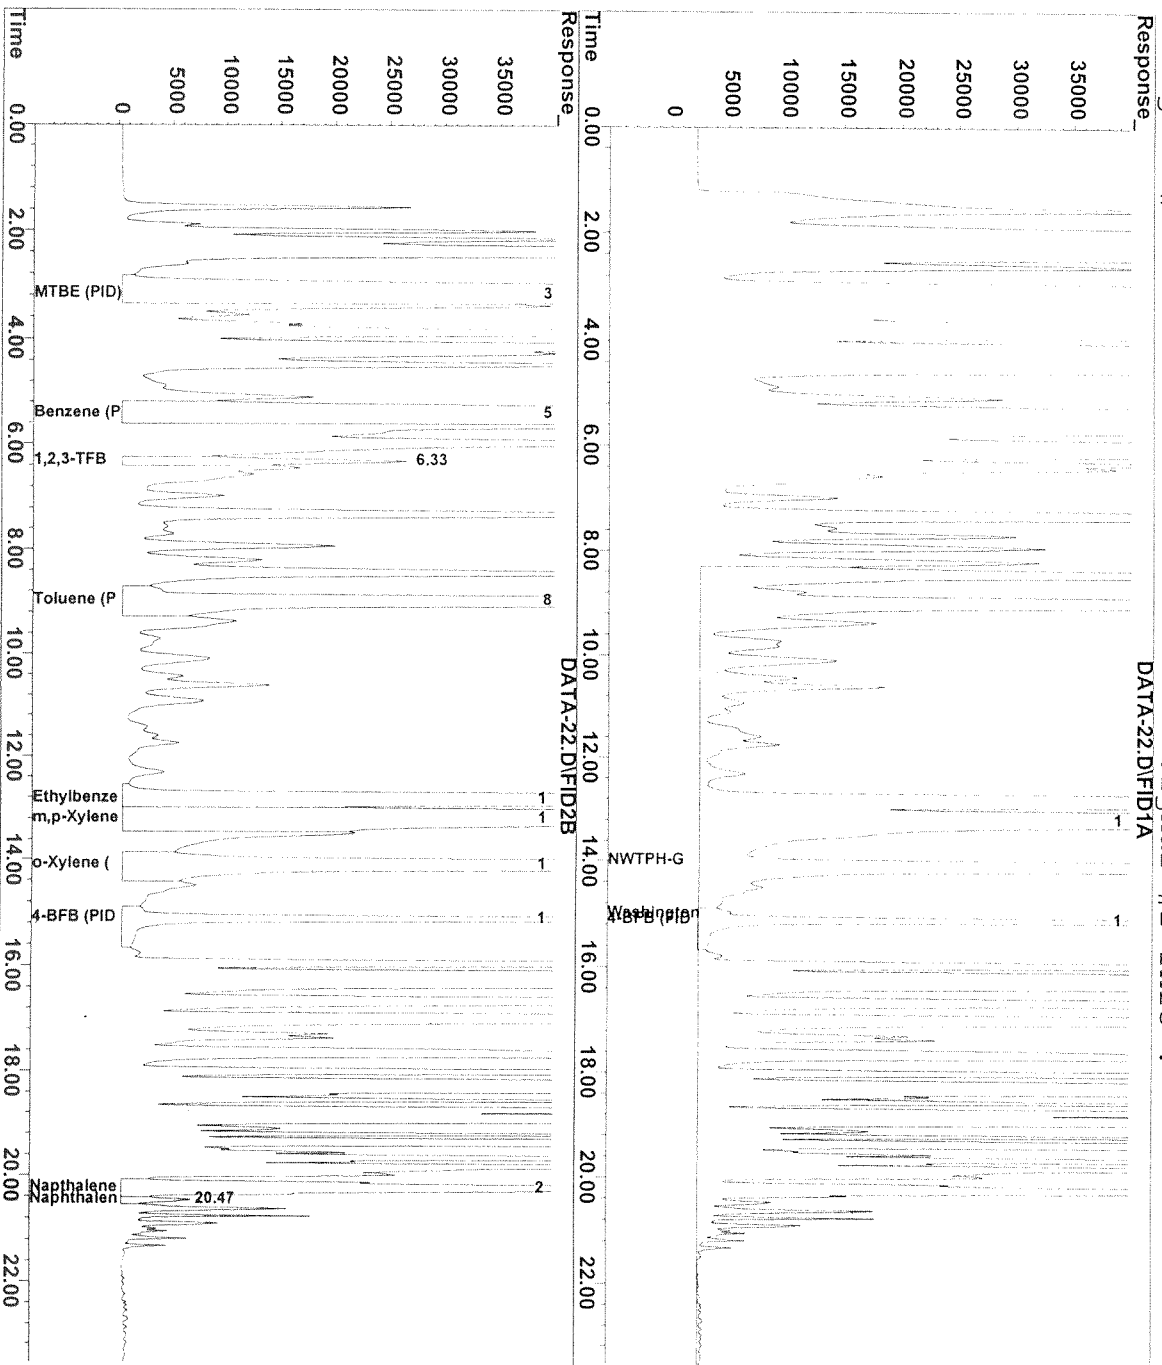 Response_
35000
30000
25000
20000
15000
10000
5000
0
Time
0.00
2.00
4.00
6.00
8.00
10.00
12.00
14.00
16.00
18.00
20.00
22.00
DATA-22.D\FID1A
1
NWTPH-G
1
Washington
4-BFB (PID
Response_
35000
30000
25000
20000
15000
10000
5000
0
Time
0.00
2.00
4.00
6.00
8.00
10.00
12.00
14.00
16.00
18.00
20.00
22.00
DATA-22.D\FID2B
MTBE (PID)
3
Benzene (P
5
1,2,3-TFB
6.33
Toluene (P
8
Ethylbenze
1
m,p-Xylene
1
o-Xylene (
1
4-BFB (PID
1
Napthalene
2
Naphthalen
20.47